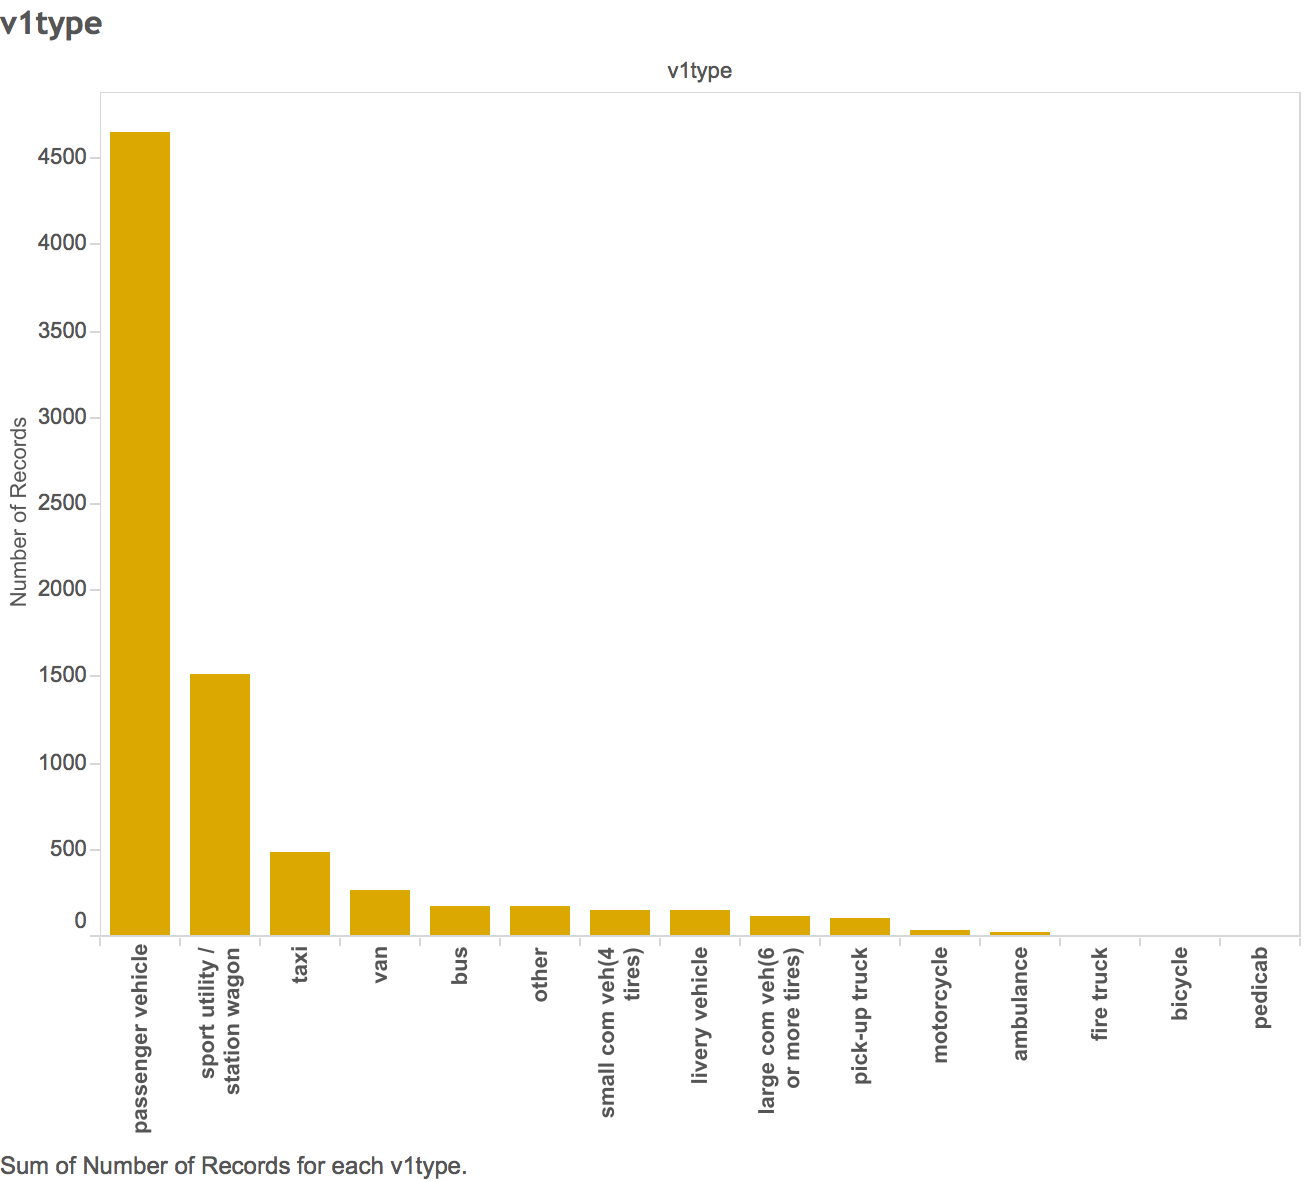 v1type
v1type
Number of Records
4500
4000
3500
3000
2500
2000
1500
1000
500
0
passenger vehicle
sport utility /
station wagon
taxi
van
bus
other
small com veh(4
tires)
livery vehicle
large com veh(6
or more tires)
pick-up truck
motorcycle
ambulance
fire truck
bicycle
pedicab
Sum of Number of Records for each v1type.